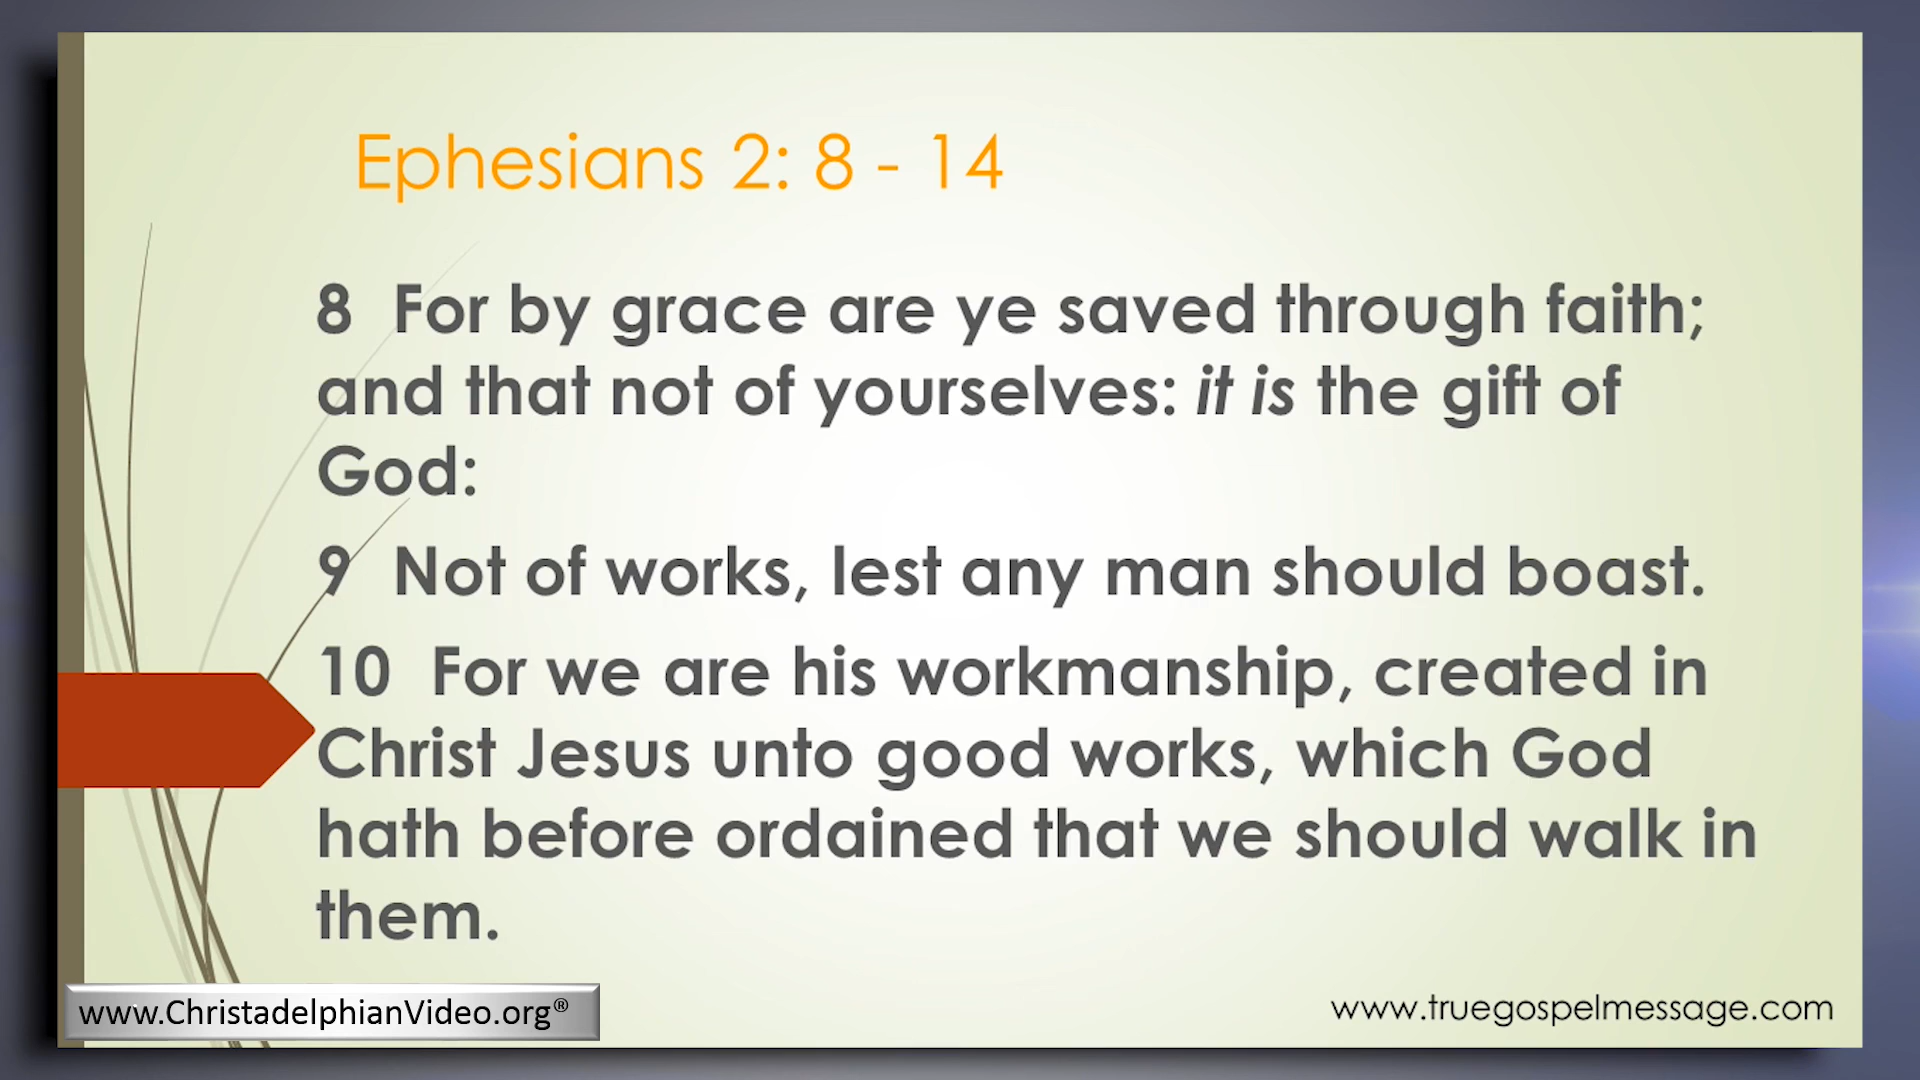 Ephesians 2: 8 - 14
8 For by grace are ye saved through faith;
and that not of yourselves: it is the gift of
God:
9 Not of works, lest any man should boast.
10 For we are his workmanship, created in
Christ Jesus unto good works, which God
hath before ordained that we should walk in
them.
www.ChristadelphianVideo.org®
www.truegospelmessage.com